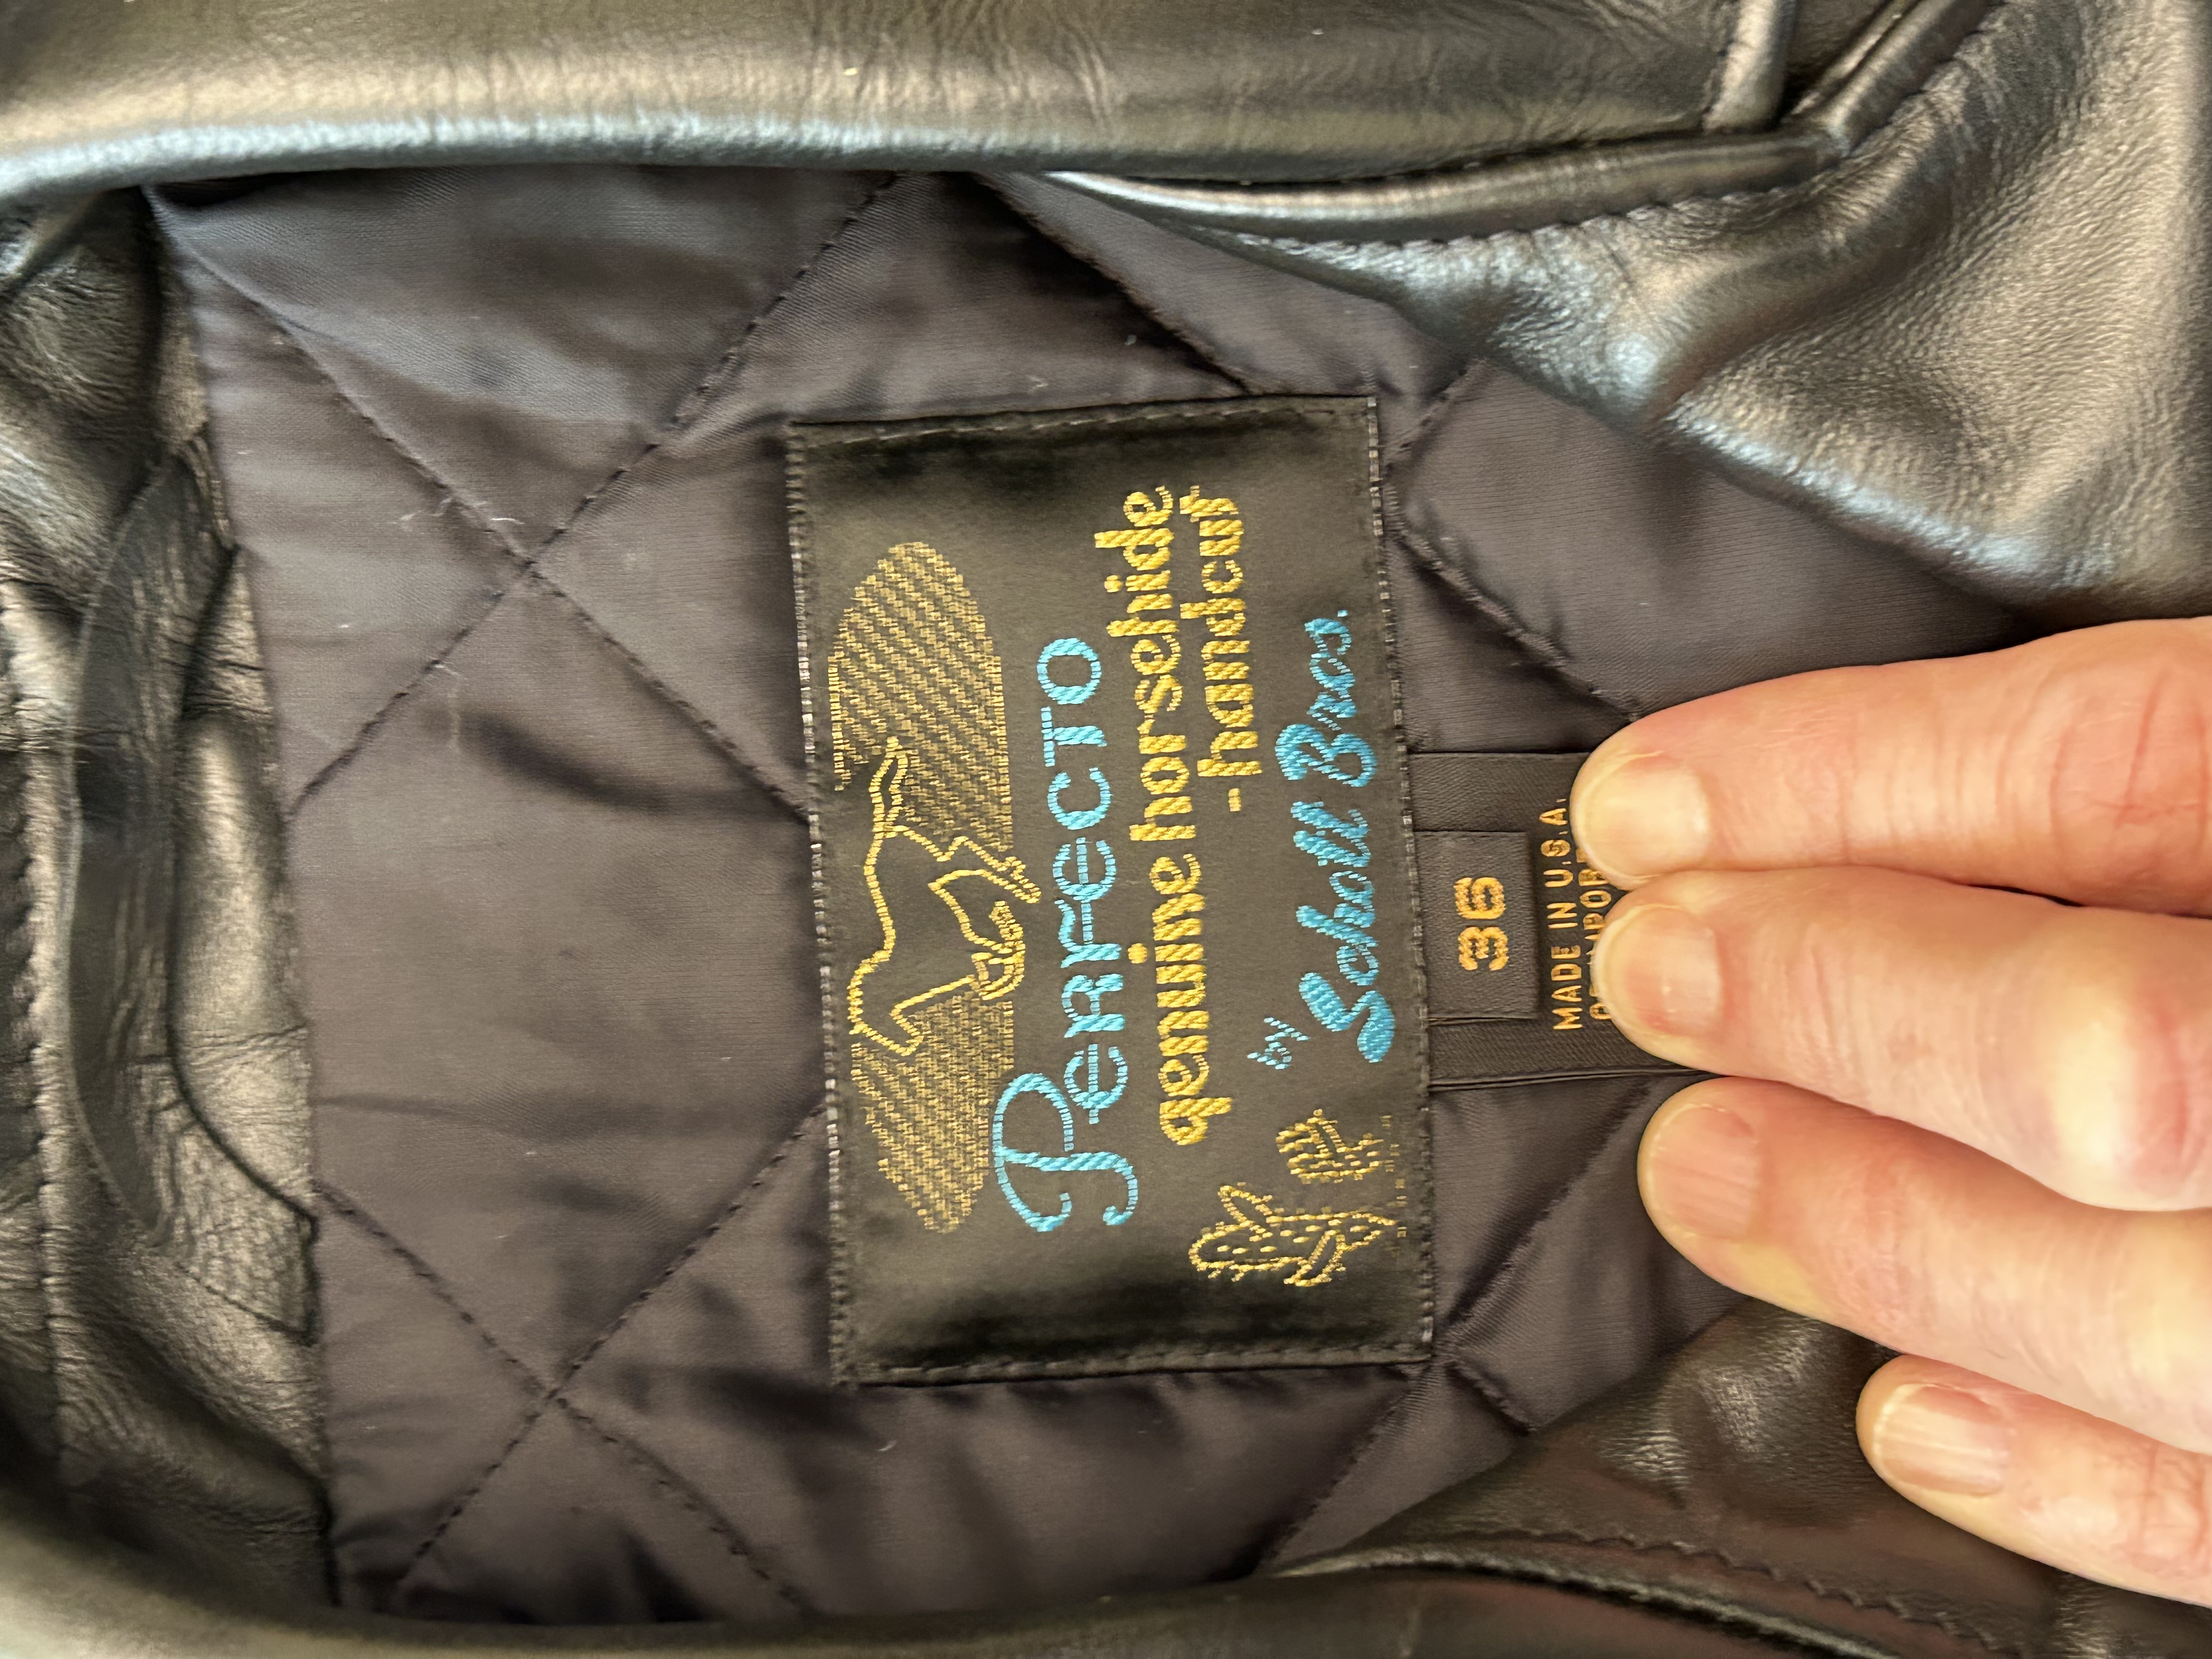 Perfecto
genuine horsehide
- handcut
by
Schott Bros.
36
MADE IN U.S.A.